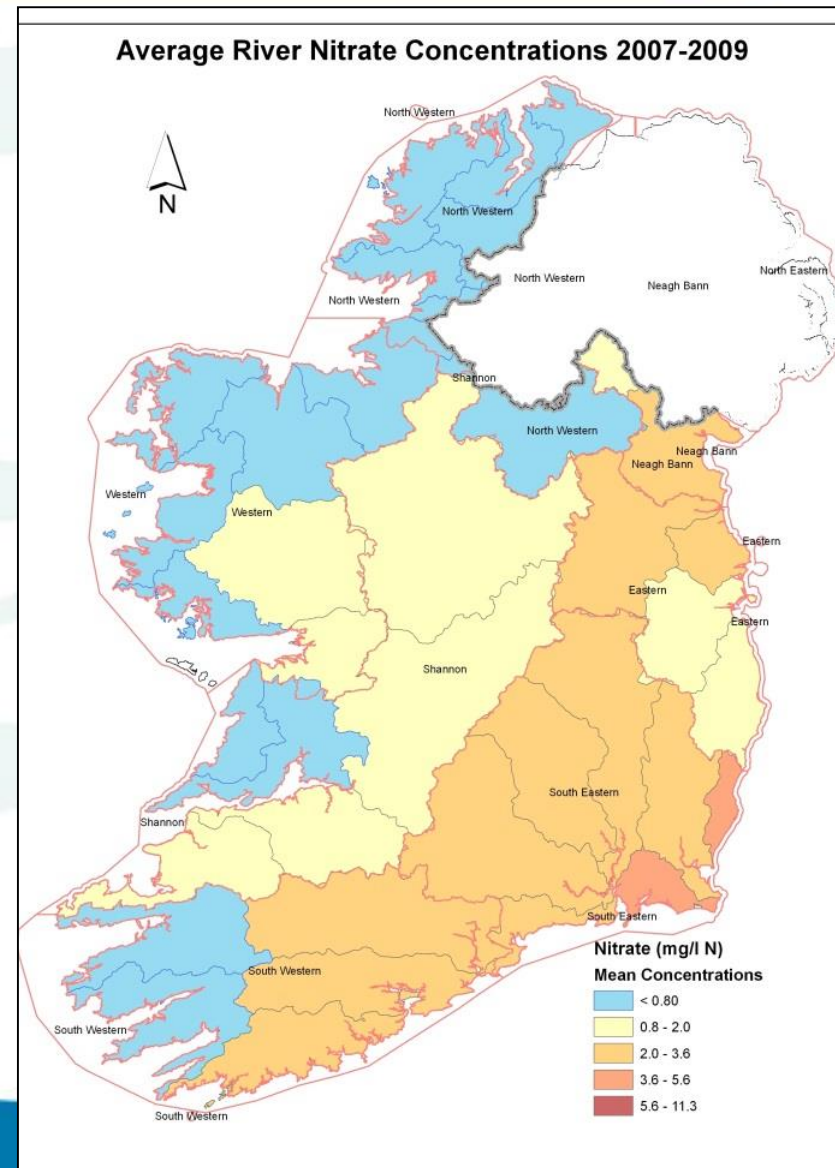 Average River Nitrate Concentrations 2007-2009
North Western
N
North Western
North Western
North Eastern
Neagh Bann
North Western
Shannon
North Western
Neagh Bann
Neagh Bann
Western
Western
Eastern
Eastern
Eastern
Shannon
South Eastern
Shannon
South Eastern
Nitrate (mg/l N)
Mean Concentrations
< 0.80
0.8 - 2.0
2.0 - 3.6
3.6 - 5.6
5.6 - 11.3
South Western
South Western
South Western